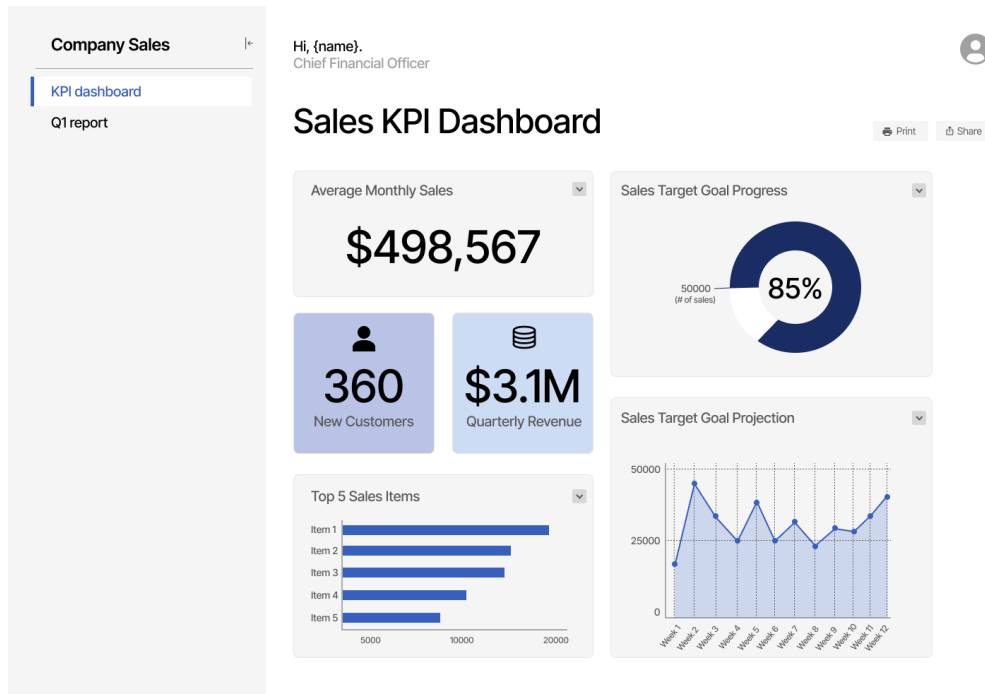 Company Sales
KPI dashboard
Q1 report
Hi, {name}.
Chief Financial Officer
Sales KPI Dashboard
Print
Share
Average Monthly Sales
$498,567
360
New Customers
$3.1M
Quarterly Revenue
Top 5 Sales Items
Item 1
Item 2
Item 3
Item 4
Item 5
5000 10000 20000
Sales Target Goal Progress
50000
(# of sales)
85%
Sales Target Goal Projection
50000
25000
0
Week 1 Week 2 Week 3 Week 4 Week 5 Week 6 Week 7 Week 8 Week 9 Week 10 Week 11 Week 12